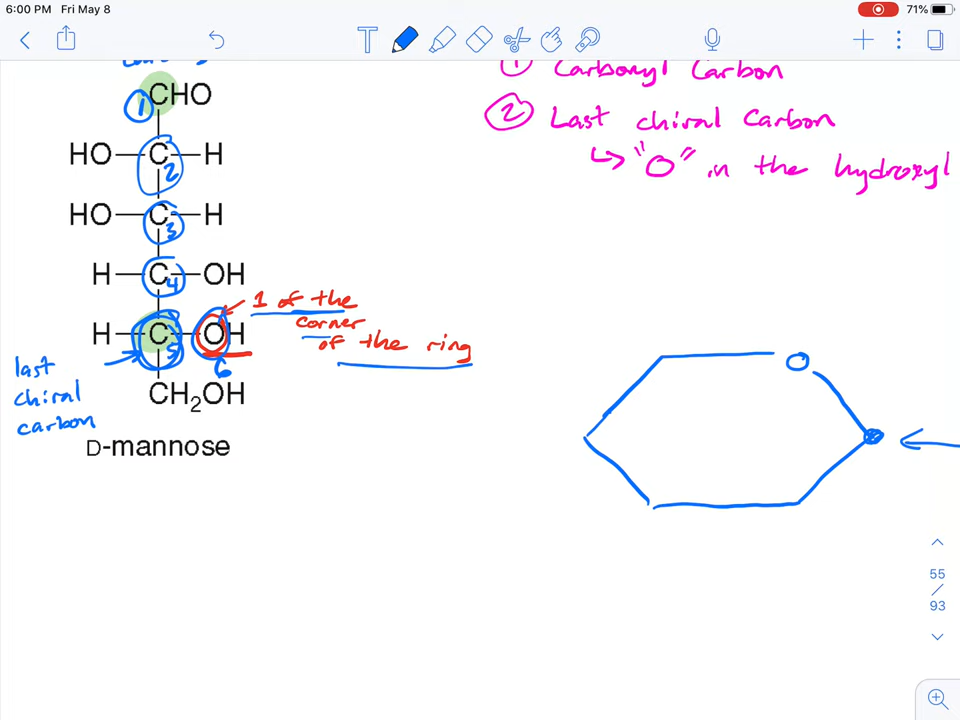 6:00 PM Fri May 8
71%
T
1 Carbonyl Carbon
2 Last chiral Carbon
↳ "O" in the hydroxyl
1 CHO
HO—C—H
2
HO—C—H
3
H—C—OH
4
1 of the
corner
of the ring
H—C—OH
5
6
last
chiral
carbon
CH₂OH
D-mannose
O
55
/
93